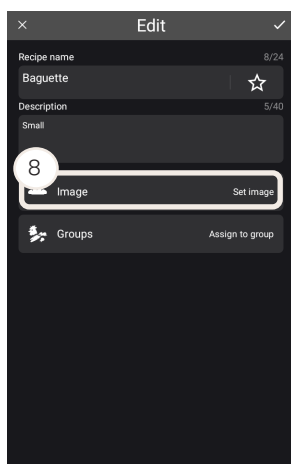 Edit
Recipe name 8/24
Baguette
Description 5/40
Small
8
Image Set image
Groups Assign to group